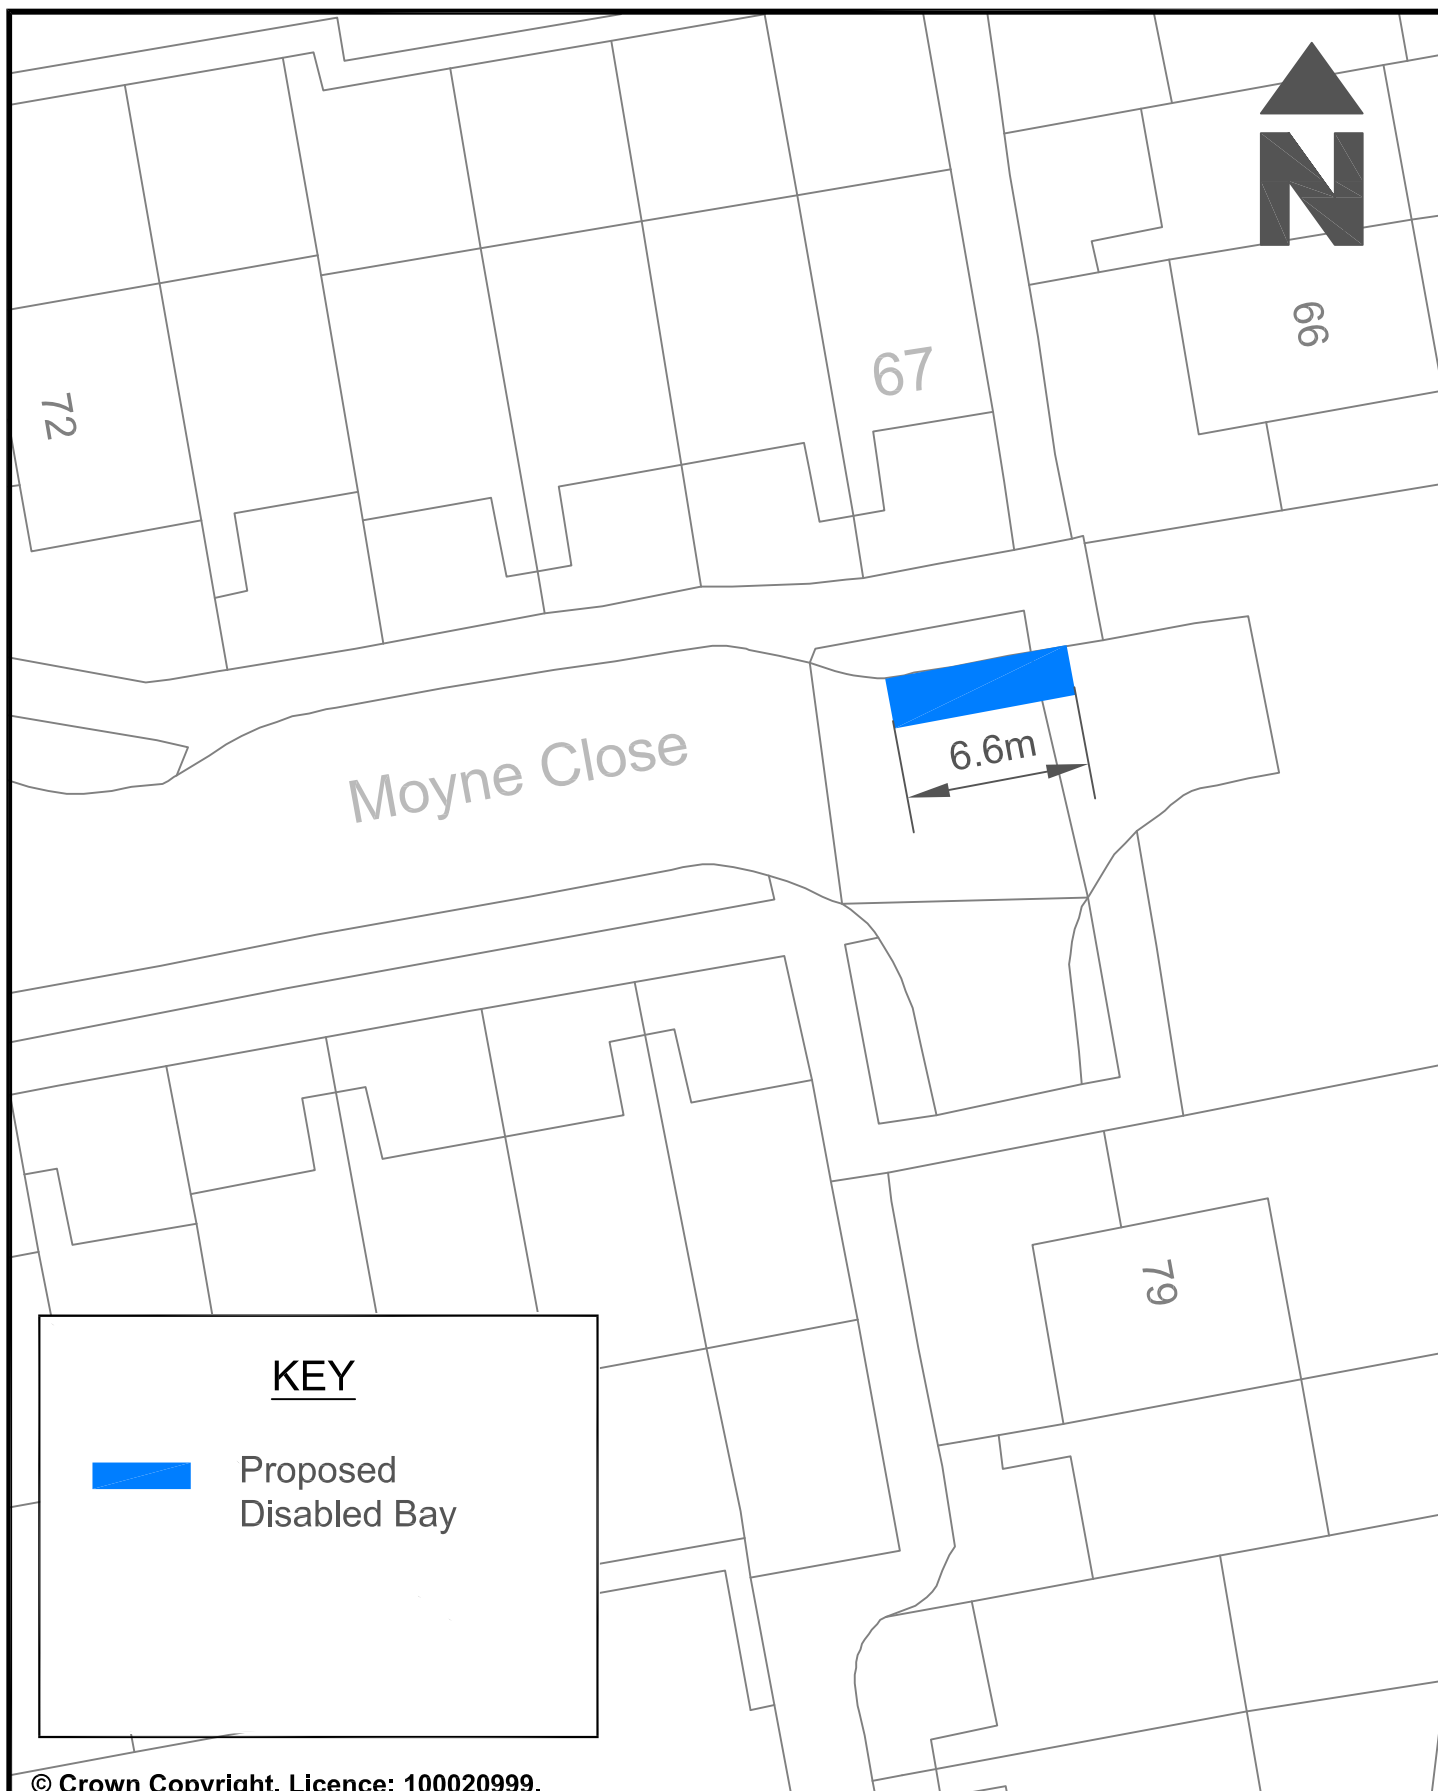 N
66
67
72
6.6m
Moyne Close
79
KEY
Proposed
Disabled Bay
© Crown Copyright. Licence: 100020999.